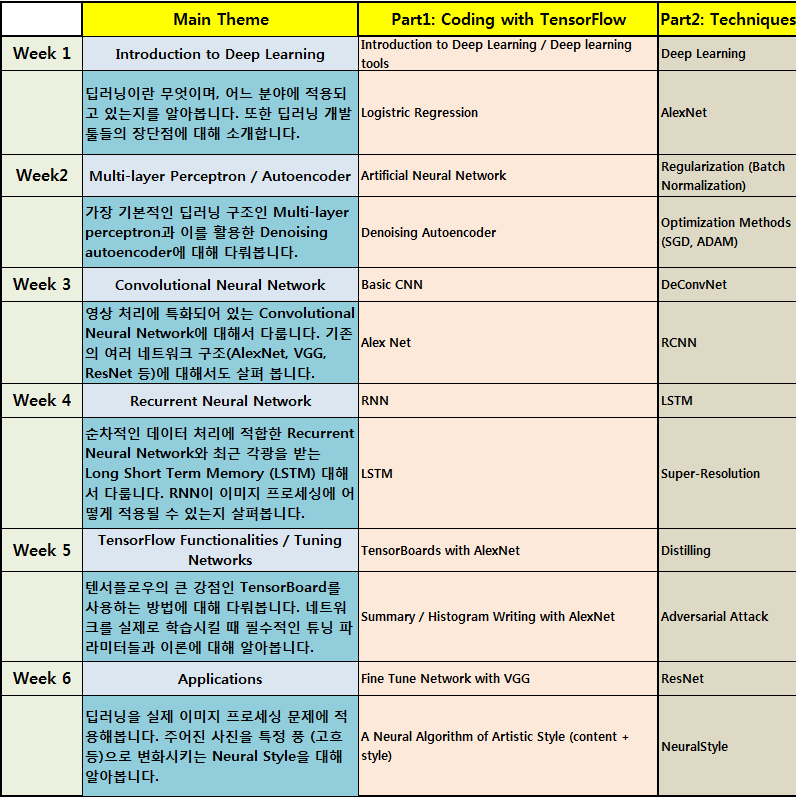 Main Theme
Part1: Coding with TensorFlow
Part2: Techniques
Week 1
Introduction to Deep Learning
Introduction to Deep Learning / Deep learning
tools
Deep Learning
딥러닝이란 무엇이며, 어느 분야에 적용되
고 있는지를 알아봅니다. 또한 딥러닝 개발
툴들의 장단점에 대해 소개합니다.
Logistric Regression
AlexNet
Week2
Multi-layer Perceptron / Autoencoder
Artificial Neural Network
Regularization (Batch
Normalization)
가장 기본적인 딥러닝 구조인 Multi-layer
perceptron과 이를 활용한 Denoising
autoencoder에 대해 다뤄봅니다.
Denoising Autoencoder
Optimization Methods
(SGD, ADAM)
Week 3
Convolutional Neural Network
Basic CNN
DeConvNet
영상 처리에 특화되어 있는 Convolutional
Neural Network에 대해서 다룹니다. 기존
의 여러 네트워크 구조(AlexNet, VGG,
ResNet 등)에 대해서도 살펴 봅니다.
Alex Net
RCNN
Week 4
Recurrent Neural Network
RNN
LSTM
순차적인 데이터 처리에 적합한 Recurrent
Neural Network와 최근 각광을 받는
Long Short Term Memory (LSTM) 대해
서 다룹니다. RNN이 이미지 프로세싱에 어
떻게 적용될 수 있는지 살펴봅니다.
LSTM
Super-Resolution
Week 5
TensorFlow Functionalities / Tuning
Networks
TensorBoards with AlexNet
Distilling
텐서플로우의 큰 강점인 TensorBoard를
사용하는 방법에 대해 다뤄봅니다. 네트워
크를 실제로 학습시킬 때 필수적인 튜닝 파
라미터들과 이론에 대해 알아봅니다.
Summary / Histogram Writing with AlexNet
Adversarial Attack
Week 6
Applications
Fine Tune Network with VGG
ResNet
딥러닝을 실제 이미지 프로세싱 문제에 적
용해봅니다. 주어진 사진을 특정 풍 (고흐
등)으로 변화시키는 Neural Style을 대해
알아봅니다.
A Neural Algorithm of Artistic Style (content +
style)
NeuralStyle